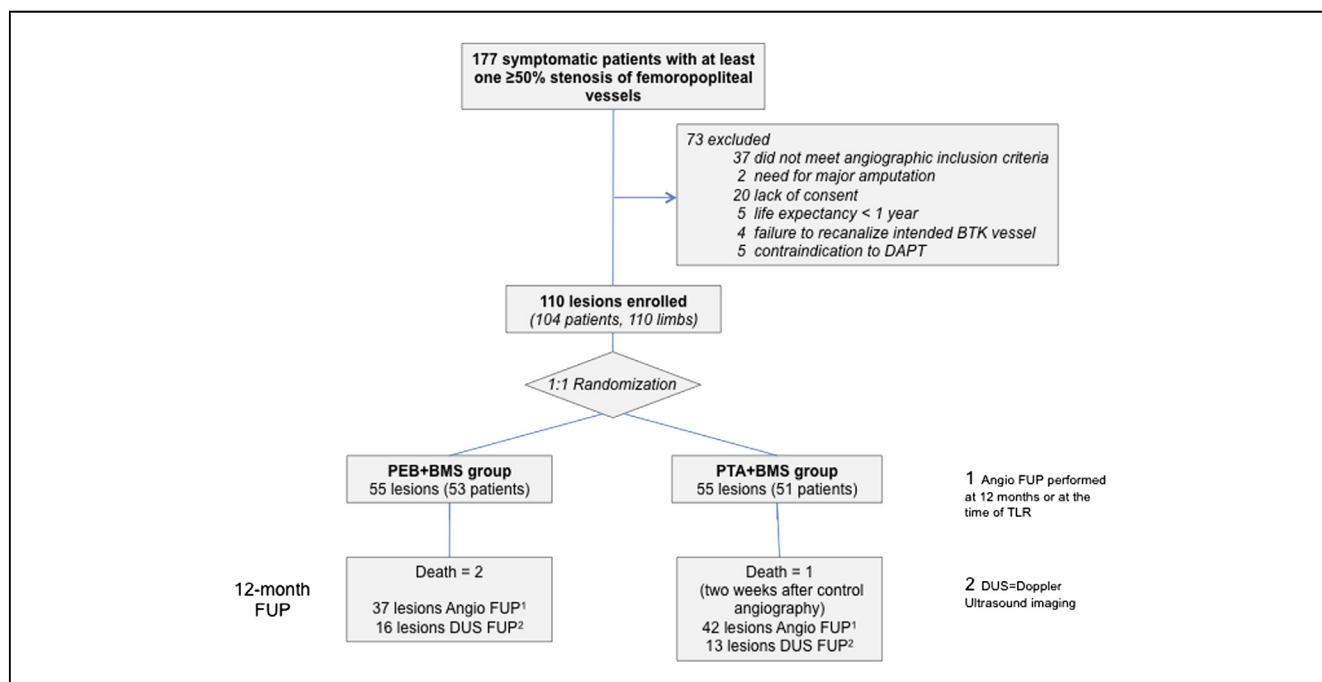 177 symptomatic patients with at least
one ≥50% stenosis of femoropopliteal
vessels
73 excluded
37 did not meet angiographic inclusion criteria
2 need for major amputation
20 lack of consent
5 life expectancy < 1 year
4 failure to recanalize intended BTK vessel
5 contraindication to DAPT
110 lesions enrolled
(104 patients, 110 limbs)
1:1 Randomization
PEB+BMS group
55 lesions (53 patients)
PTA+BMS group
55 lesions (51 patients)
1 Angio FUP performed
at 12 months or at the
time of TLR
12-month
FUP
Death = 2
37 lesions Angio FUP¹
16 lesions DUS FUP²
Death = 1
(two weeks after control
angiography)
42 lesions Angio FUP¹
13 lesions DUS FUP²
2 DUS=Doppler
Ultrasound imaging